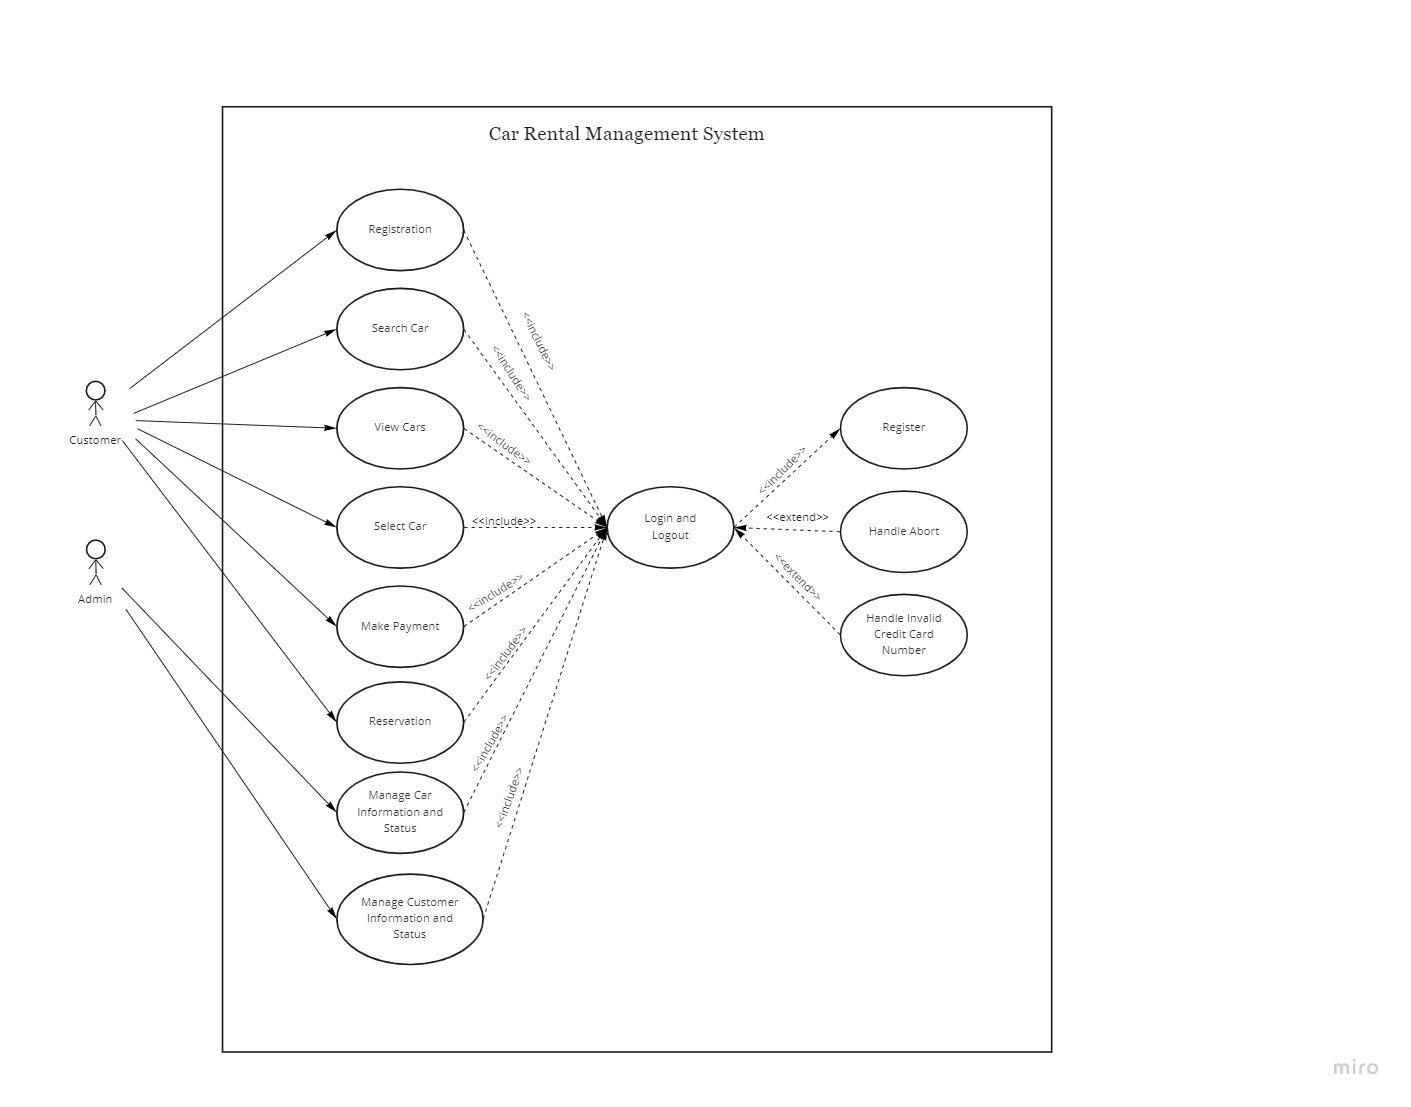 Car Rental Management System
Registration
Search Car
View Cars
Select Car
Make Payment
Reservation
Manage Car
Information and
Status
Manage Customer
Information and
Status
Customer
Admin
<<include>>
<<include>>
<<include>>
<<include>>
<<include>>
<<include>>
<<include>>
<<include>>
Login and
Logout
<<include>>
<<extend>>
<<extend>>
Register
Handle Abort
Handle Invalid
Credit Card
Number
miro